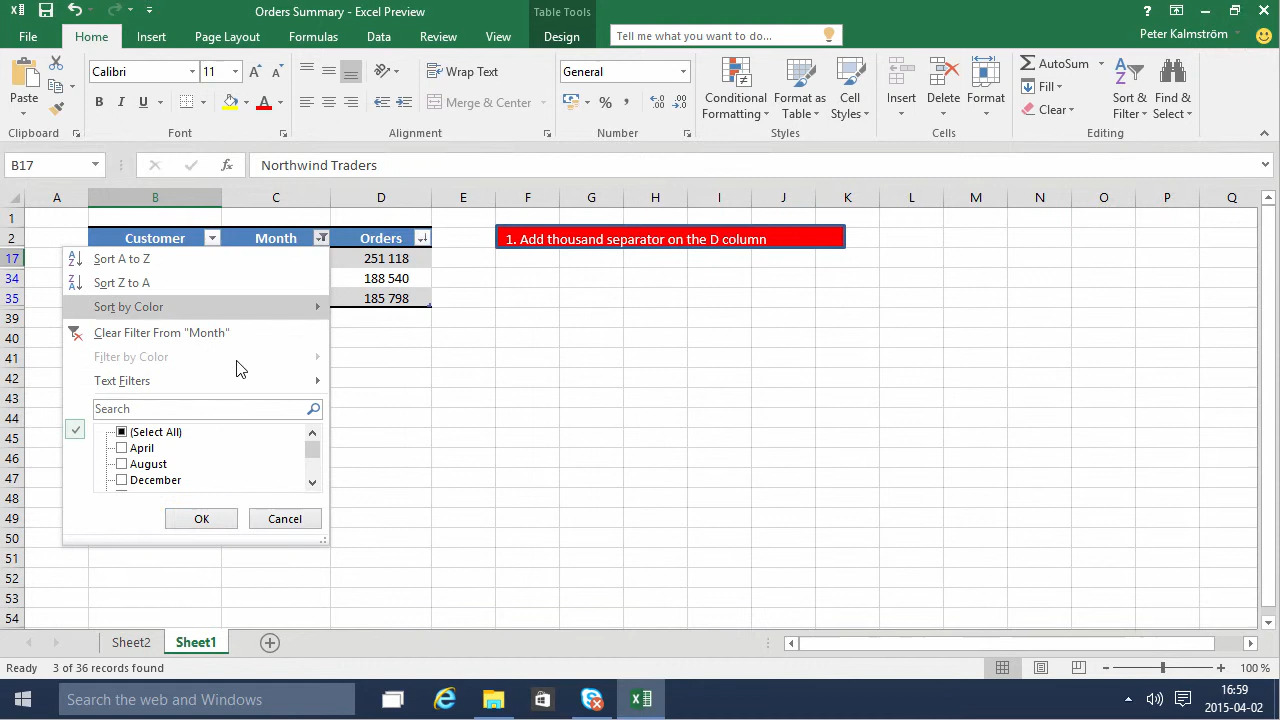 Orders Summary - Excel Preview
Table Tools
?
File
Home
Insert
Page Layout
Formulas
Data
Review
View
Design
Tell me what you want to do...
Peter Kalmström
Paste
Calibri
11
B I U
Wrap Text
Merge & Center
General
%
Conditional Formatting
Format as Table
Cell Styles
Insert
Delete
Format
AutoSum
Fill
Clear
Sort & Filter
Find & Select
Clipboard
Font
Alignment
Number
Styles
Cells
Editing
B17
fx
Northwind Traders
A B C D E F G H I J K L M N O P Q
1
2 Customer Month Orders
1. Add thousand separator on the D column
17 251 118
34 188 540
35 185 798
39
40
41
42
43
44
45
46
47
48
49
50
51
52
53
54
Sort A to Z
Sort Z to A
Sort by Color
Clear Filter From "Month"
Filter by Color
Text Filters
Search
(Select All)
April
August
December
OK
Cancel
Sheet2
Sheet1
Ready
3 of 36 records found
100 %
Search the web and Windows
16:59
2015-04-02